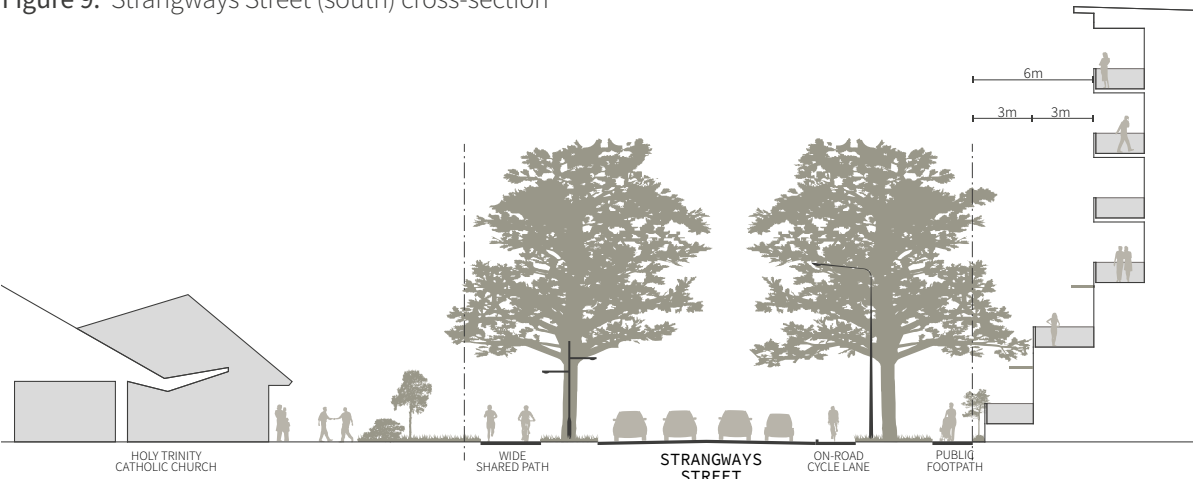 Figure 9. Strangways Street (south) cross-section
6m
3m 3m
HOLY TRINITY
CATHOLIC CHURCH
WIDE
SHARED PATH
STRANGWAYS
STREET
ON-ROAD
CYCLE LANE
PUBLIC
FOOTPATH